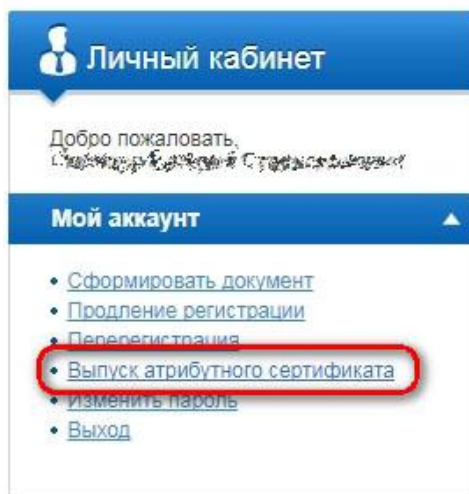 Личный кабинет
Добро пожаловать,
Мой аккаунт
Сформировать документ
Продление регистрации
Перерегистрация
Выпуск атрибутного сертификата
Изменить пароль
Выход